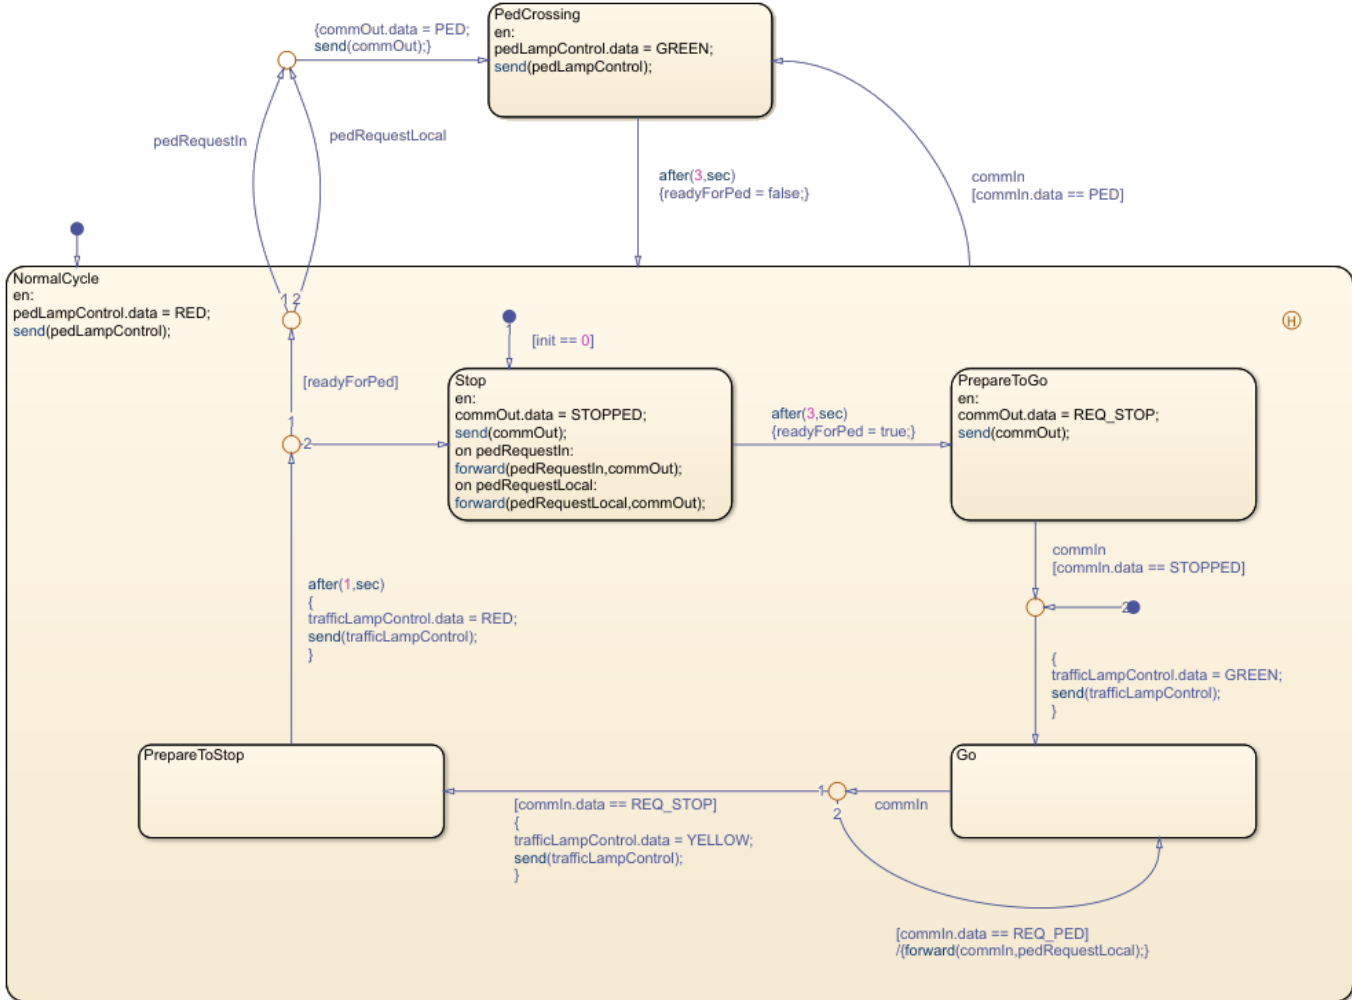 PedCrossing
en:
pedLampControl.data = GREEN;
send(pedLampControl);
{commOut.data = PED;
send(commOut);}
pedRequestIn
pedRequestLocal
after(3,sec)
{readyForPed = false;}
commIn
[commIn.data == PED]
NormalCycle
en:
pedLampControl.data = RED;
send(pedLampControl);
1 2
1
[init == 0]
H
[readyForPed]
1
2
Stop
en:
commOut.data = STOPPED;
send(commOut);
on pedRequestIn:
forward(pedRequestIn,commOut);
on pedRequestLocal:
forward(pedRequestLocal,commOut);
after(3,sec)
{readyForPed = true;}
PrepareToGo
en:
commOut.data = REQ_STOP;
send(commOut);
commIn
[commIn.data == STOPPED]
2
after(1,sec)
{
trafficLampControl.data = RED;
send(trafficLampControl);
}
{
trafficLampControl.data = GREEN;
send(trafficLampControl);
}
PrepareToStop
Go
1
2
commIn
[commIn.data == REQ_STOP]
{
trafficLampControl.data = YELLOW;
send(trafficLampControl);
}
[commIn.data == REQ_PED]
/{forward(commIn,pedRequestLocal);}